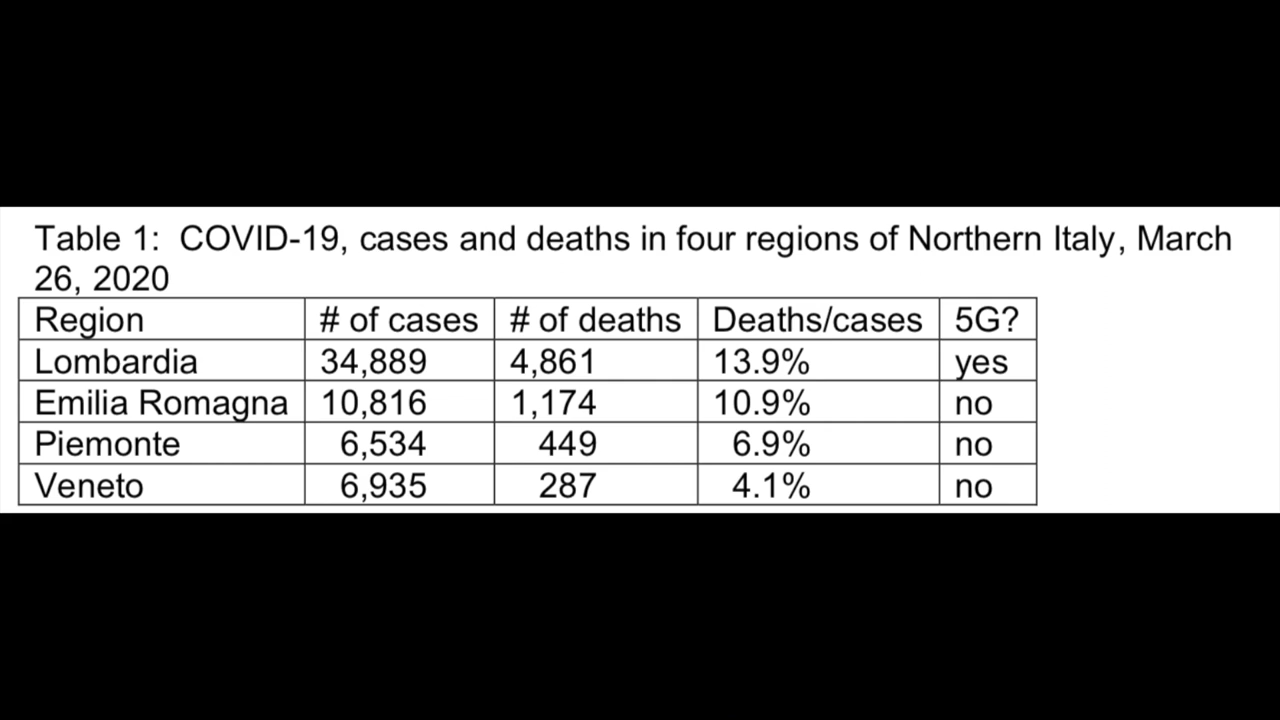 Table 1: COVID-19, cases and deaths in four regions of Northern Italy, March
26, 2020
Region # of cases # of deaths Deaths/cases 5G?
Lombardia 34,889 4,861 13.9% yes
Emilia Romagna 10,816 1,174 10.9% no
Piemonte 6,534 449 6.9% no
Veneto 6,935 287 4.1% no